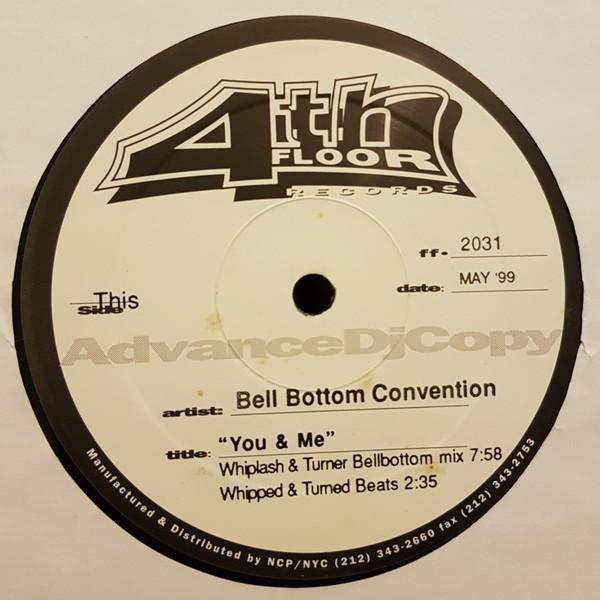 4th
FLOOR
RECORDS
ff. 2031
date: MAY '99
This
Side
AdvanceDjCopy
artist: Bell Bottom Convention
title: "You & Me"
Whiplash & Turner Bellbottom mix 7:58
Whipped & Turned Beats 2:35
Manufactured & Distributed by NCP/NYC (212) 343-2660 fax (212) 343-2753